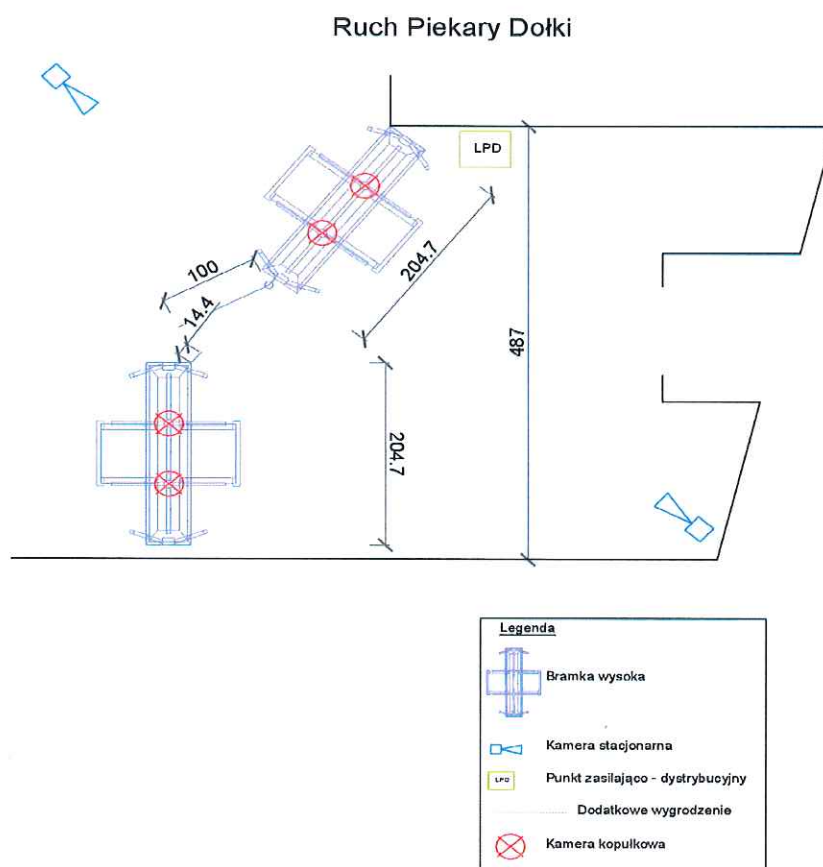 Ruch Piekary Dołki
LPD
100
204.7
14.4
487
204.7
Legenda
Bramka wysoka
Kamera stacjonarna
LPD
Punkt zasilająco - dystrybucyjny
Dodatkowe wygrodzenie
Kamera kopułkowa